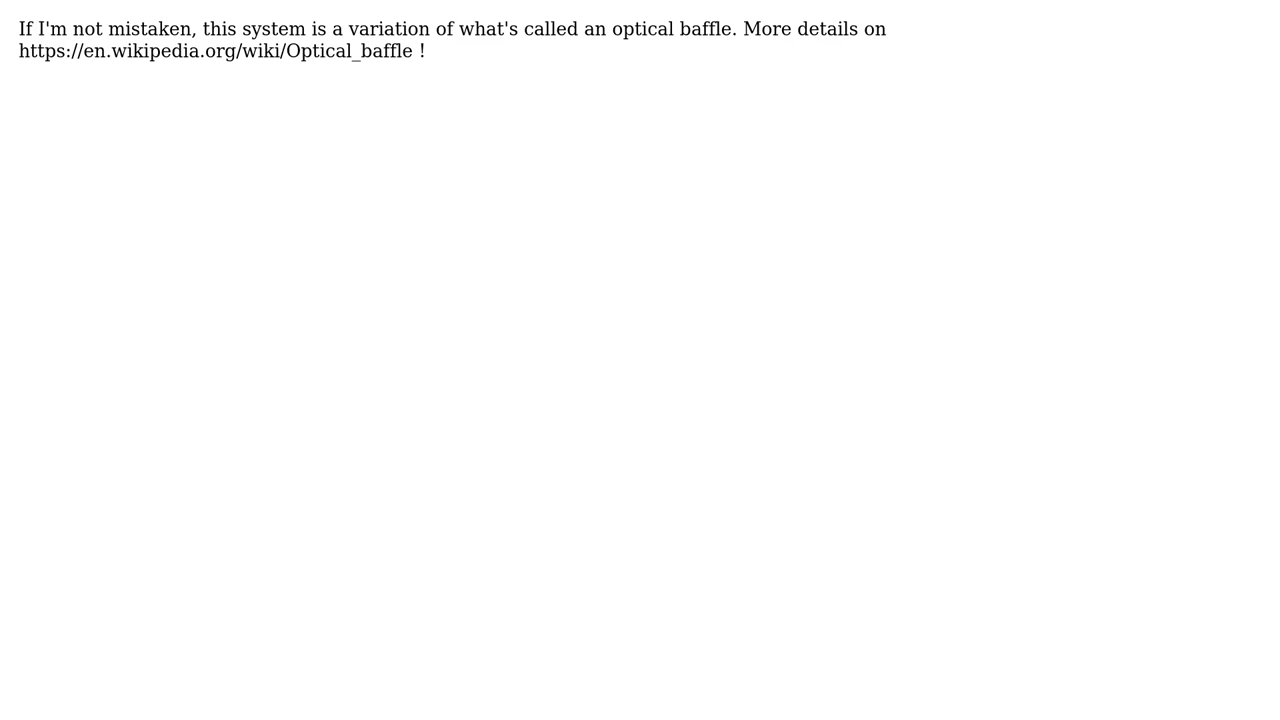 If I'm not mistaken, this system is a variation of what's called an optical baffle. More details on
https://en.wikipedia.org/wiki/Optical_baffle !